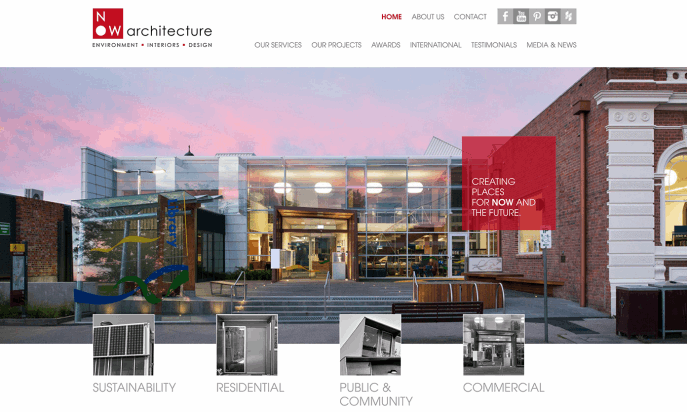 NOW architecture
ENVIRONMENT • INTERIORS • DESIGN
HOME ABOUT US CONTACT
OUR SERVICES OUR PROJECTS AWARDS INTERNATIONAL TESTIMONIALS MEDIA & NEWS
CREATING
PLACES
FOR NOW AND
THE FUTURE.
SUSTAINABILITY
RESIDENTIAL
PUBLIC &
COMMUNITY
COMMERCIAL